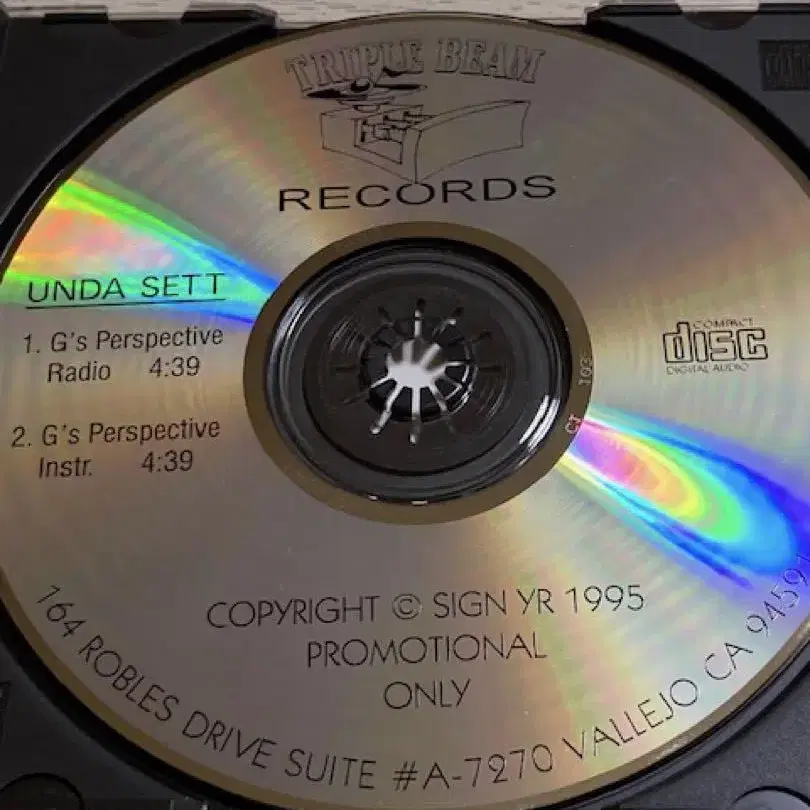 TRIPLE BEAM
RECORDS
UNDA SETT
1. G's Perspective
Radio 4:39
2. G's Perspective
Instr. 4:39
COMPACT
disc
DIGITAL AUDIO
COPYRIGHT © SIGN YR 1995
PROMOTIONAL
ONLY
164 ROBLES DRIVE SUITE #A-7270 VALLEJO CA 94591